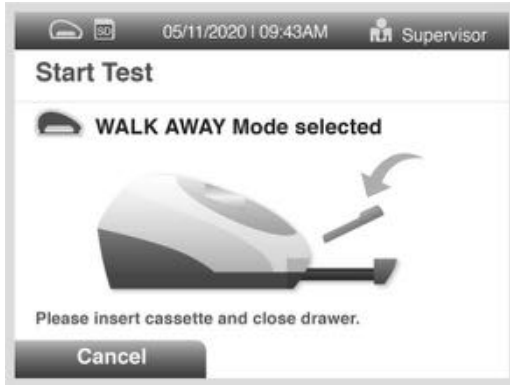 SD 05/11/2020 | 09:43AM Supervisor
Start Test
WALK AWAY Mode selected
Please insert cassette and close drawer.
Cancel